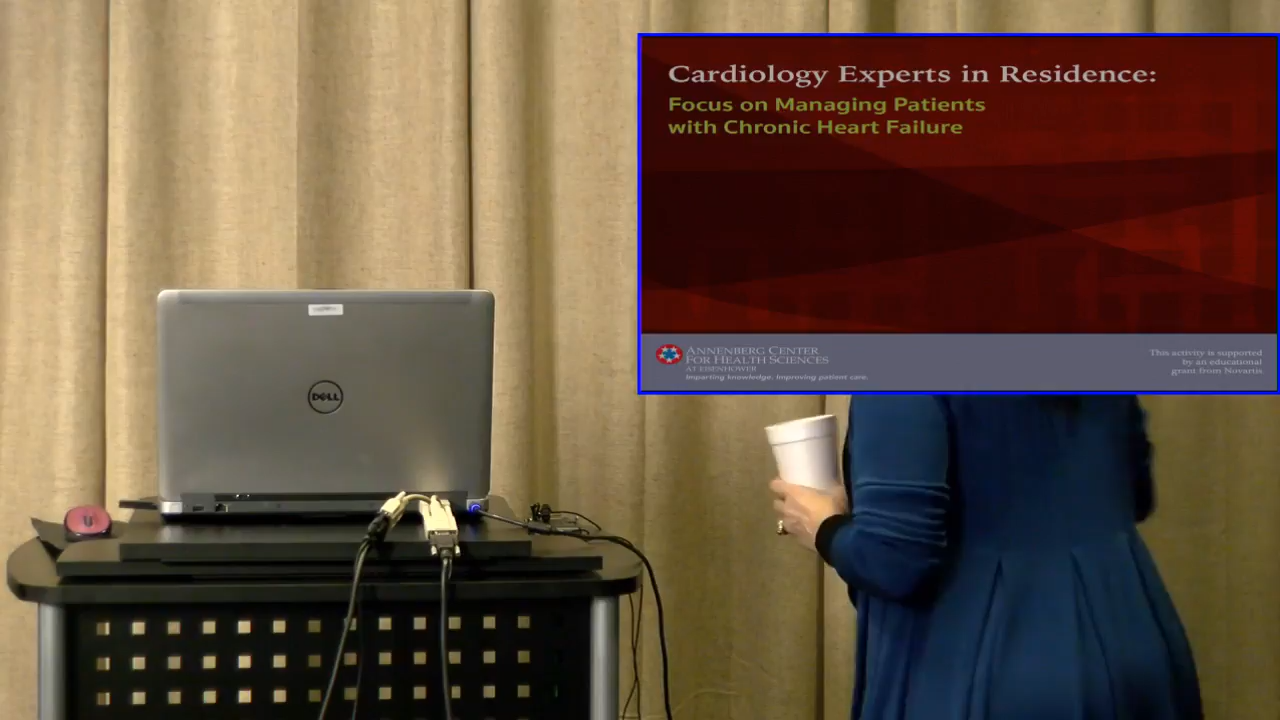 Cardiology Experts in Residence:
Focus on Managing Patients
with Chronic Heart Failure
ANNENBERG CENTER
FOR HEALTH SCIENCES
AT EISENHOWER
Imparting knowledge. Improving patient care.
This activity is supported
by an educational
grant from Novartis
DELL
U